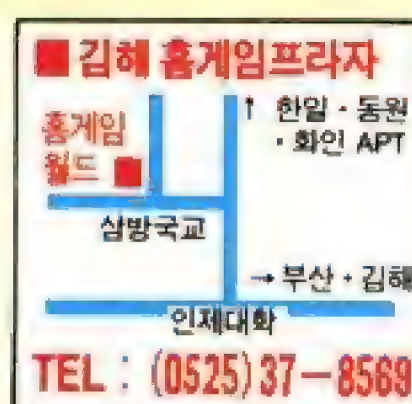 ■ 김해 홈게임프라자
↑ 한일·동원
·화인 APT
홈게임
월드 ■
삼방국교
→ 부산·김해
인제대학
TEL : (0525) 37-8569